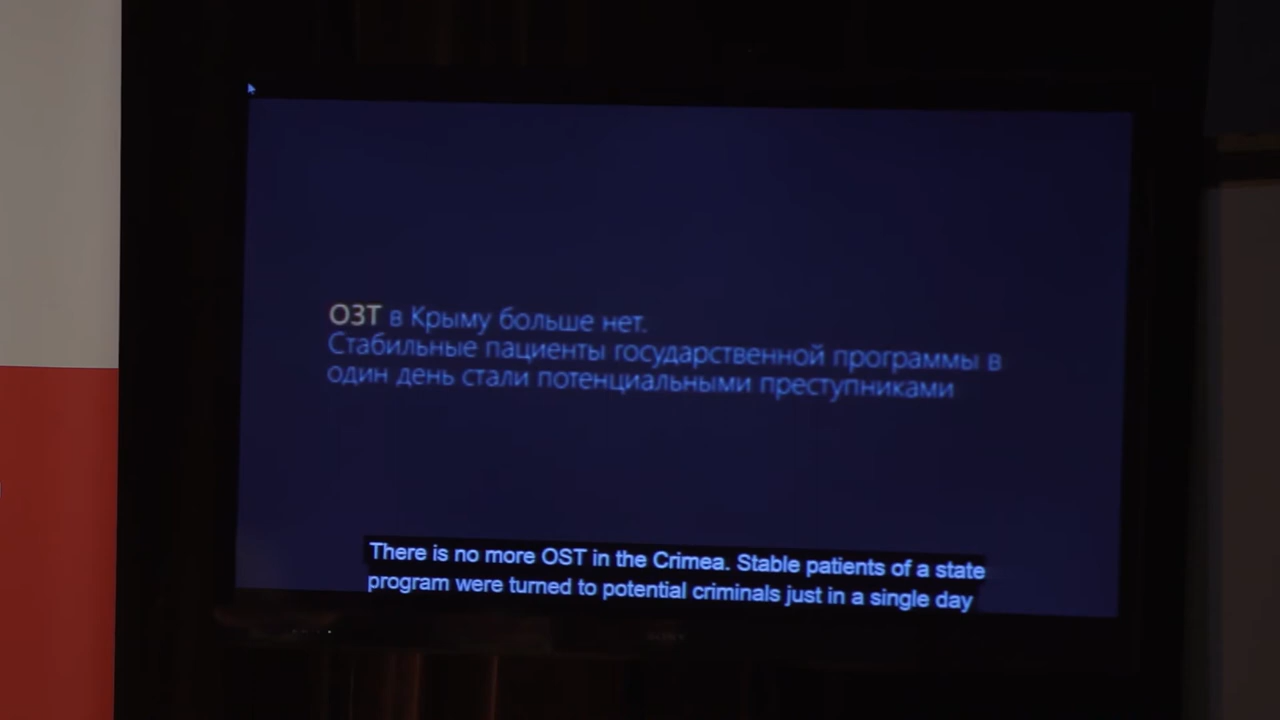 ОЗТ в Крыму больше нет.
Стабильные пациенты государственной программы в
один день стали потенциальными преступниками
There is no more OST in the Crimea. Stable patients of a state
program were turned to potential criminals just in a single day